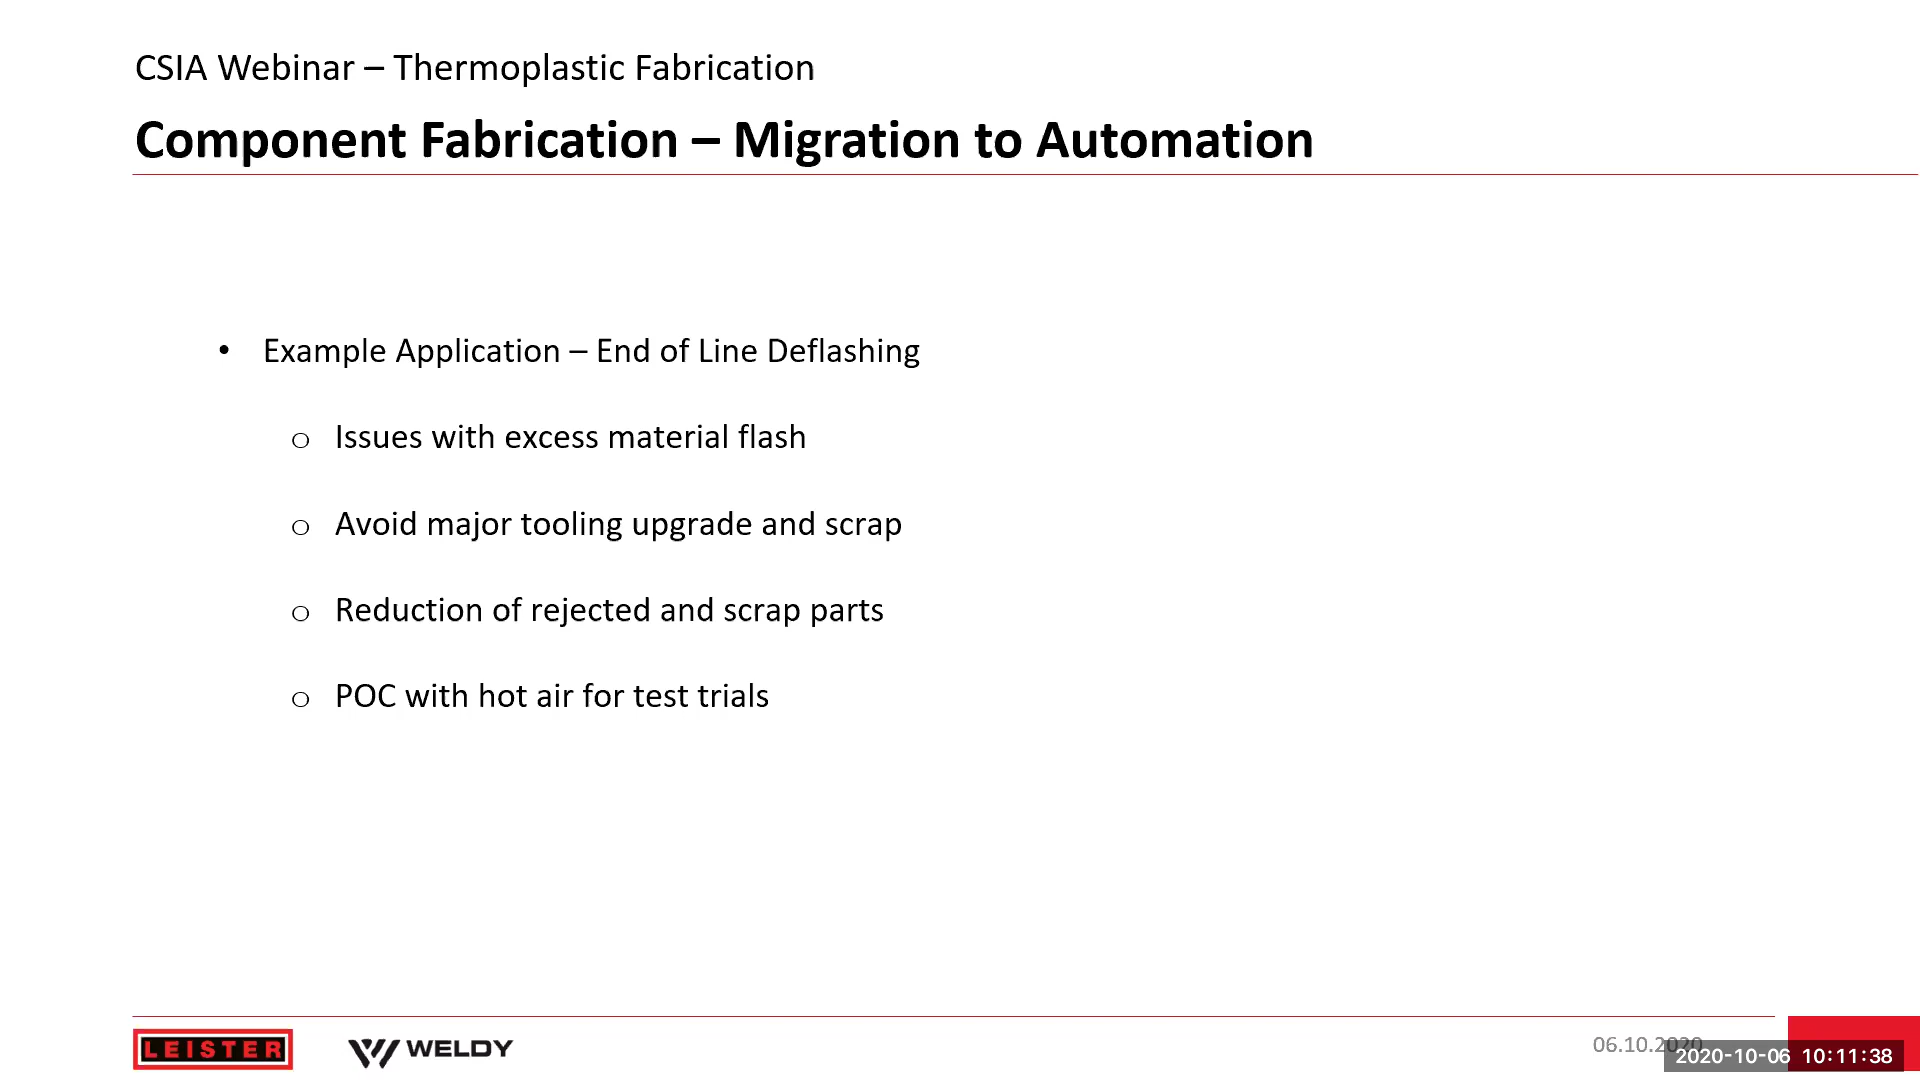 CSIA Webinar – Thermoplastic Fabrication
Component Fabrication – Migration to Automation
• Example Application – End of Line Deflashing
o Issues with excess material flash
o Avoid major tooling upgrade and scrap
o Reduction of rejected and scrap parts
o POC with hot air for test trials
LEISTER
WELDY
06.10.2020
2020-10-06 10:11:38